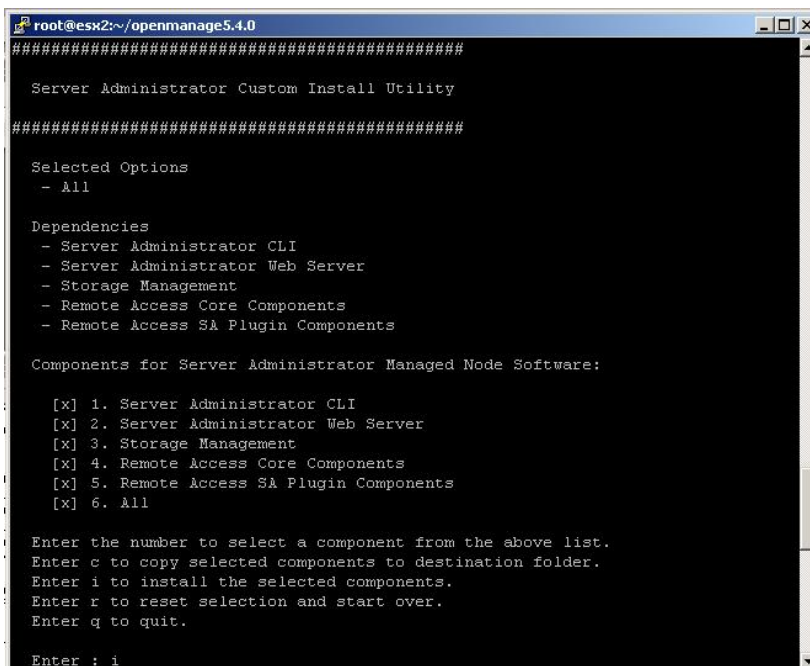 root@esx2:~/openmanage5.4.0
##############################################
Server Administrator Custom Install Utility
##############################################
Selected Options
- All
Dependencies
- Server Administrator CLI
- Server Administrator Web Server
- Storage Management
- Remote Access Core Components
- Remote Access SA Plugin Components
Components for Server Administrator Managed Node Software:
[x] 1. Server Administrator CLI
[x] 2. Server Administrator Web Server
[x] 3. Storage Management
[x] 4. Remote Access Core Components
[x] 5. Remote Access SA Plugin Components
[x] 6. All
Enter the number to select a component from the above list.
Enter c to copy selected components to destination folder.
Enter i to install the selected components.
Enter r to reset selection and start over.
Enter q to quit.
Enter : i